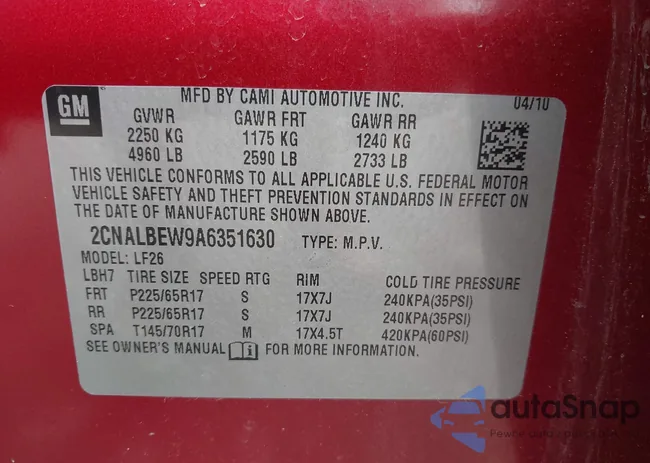 GM
MFD BY CAMI AUTOMOTIVE INC. 04/10
GVWR GAWR FRT GAWR RR
2250 KG 1175 KG 1240 KG
4960 LB 2590 LB 2733 LB
THIS VEHICLE CONFORMS TO ALL APPLICABLE U.S. FEDERAL MOTOR
VEHICLE SAFETY AND THEFT PREVENTION STANDARDS IN EFFECT ON
THE DATE OF MANUFACTURE SHOWN ABOVE.
2CNALBEW9A6351630 TYPE: M.P.V.
MODEL: LF26
LBH7 TIRE SIZE SPEED RTG RIM COLD TIRE PRESSURE
FRT P225/65R17 S 17X7J 240KPA(35PSI)
RR P225/65R17 S 17X7J 240KPA(35PSI)
SPA T145/70R17 M 17X4.5T 420KPA(60PSI)
SEE OWNER'S MANUAL FOR MORE INFORMATION.
autaSnap